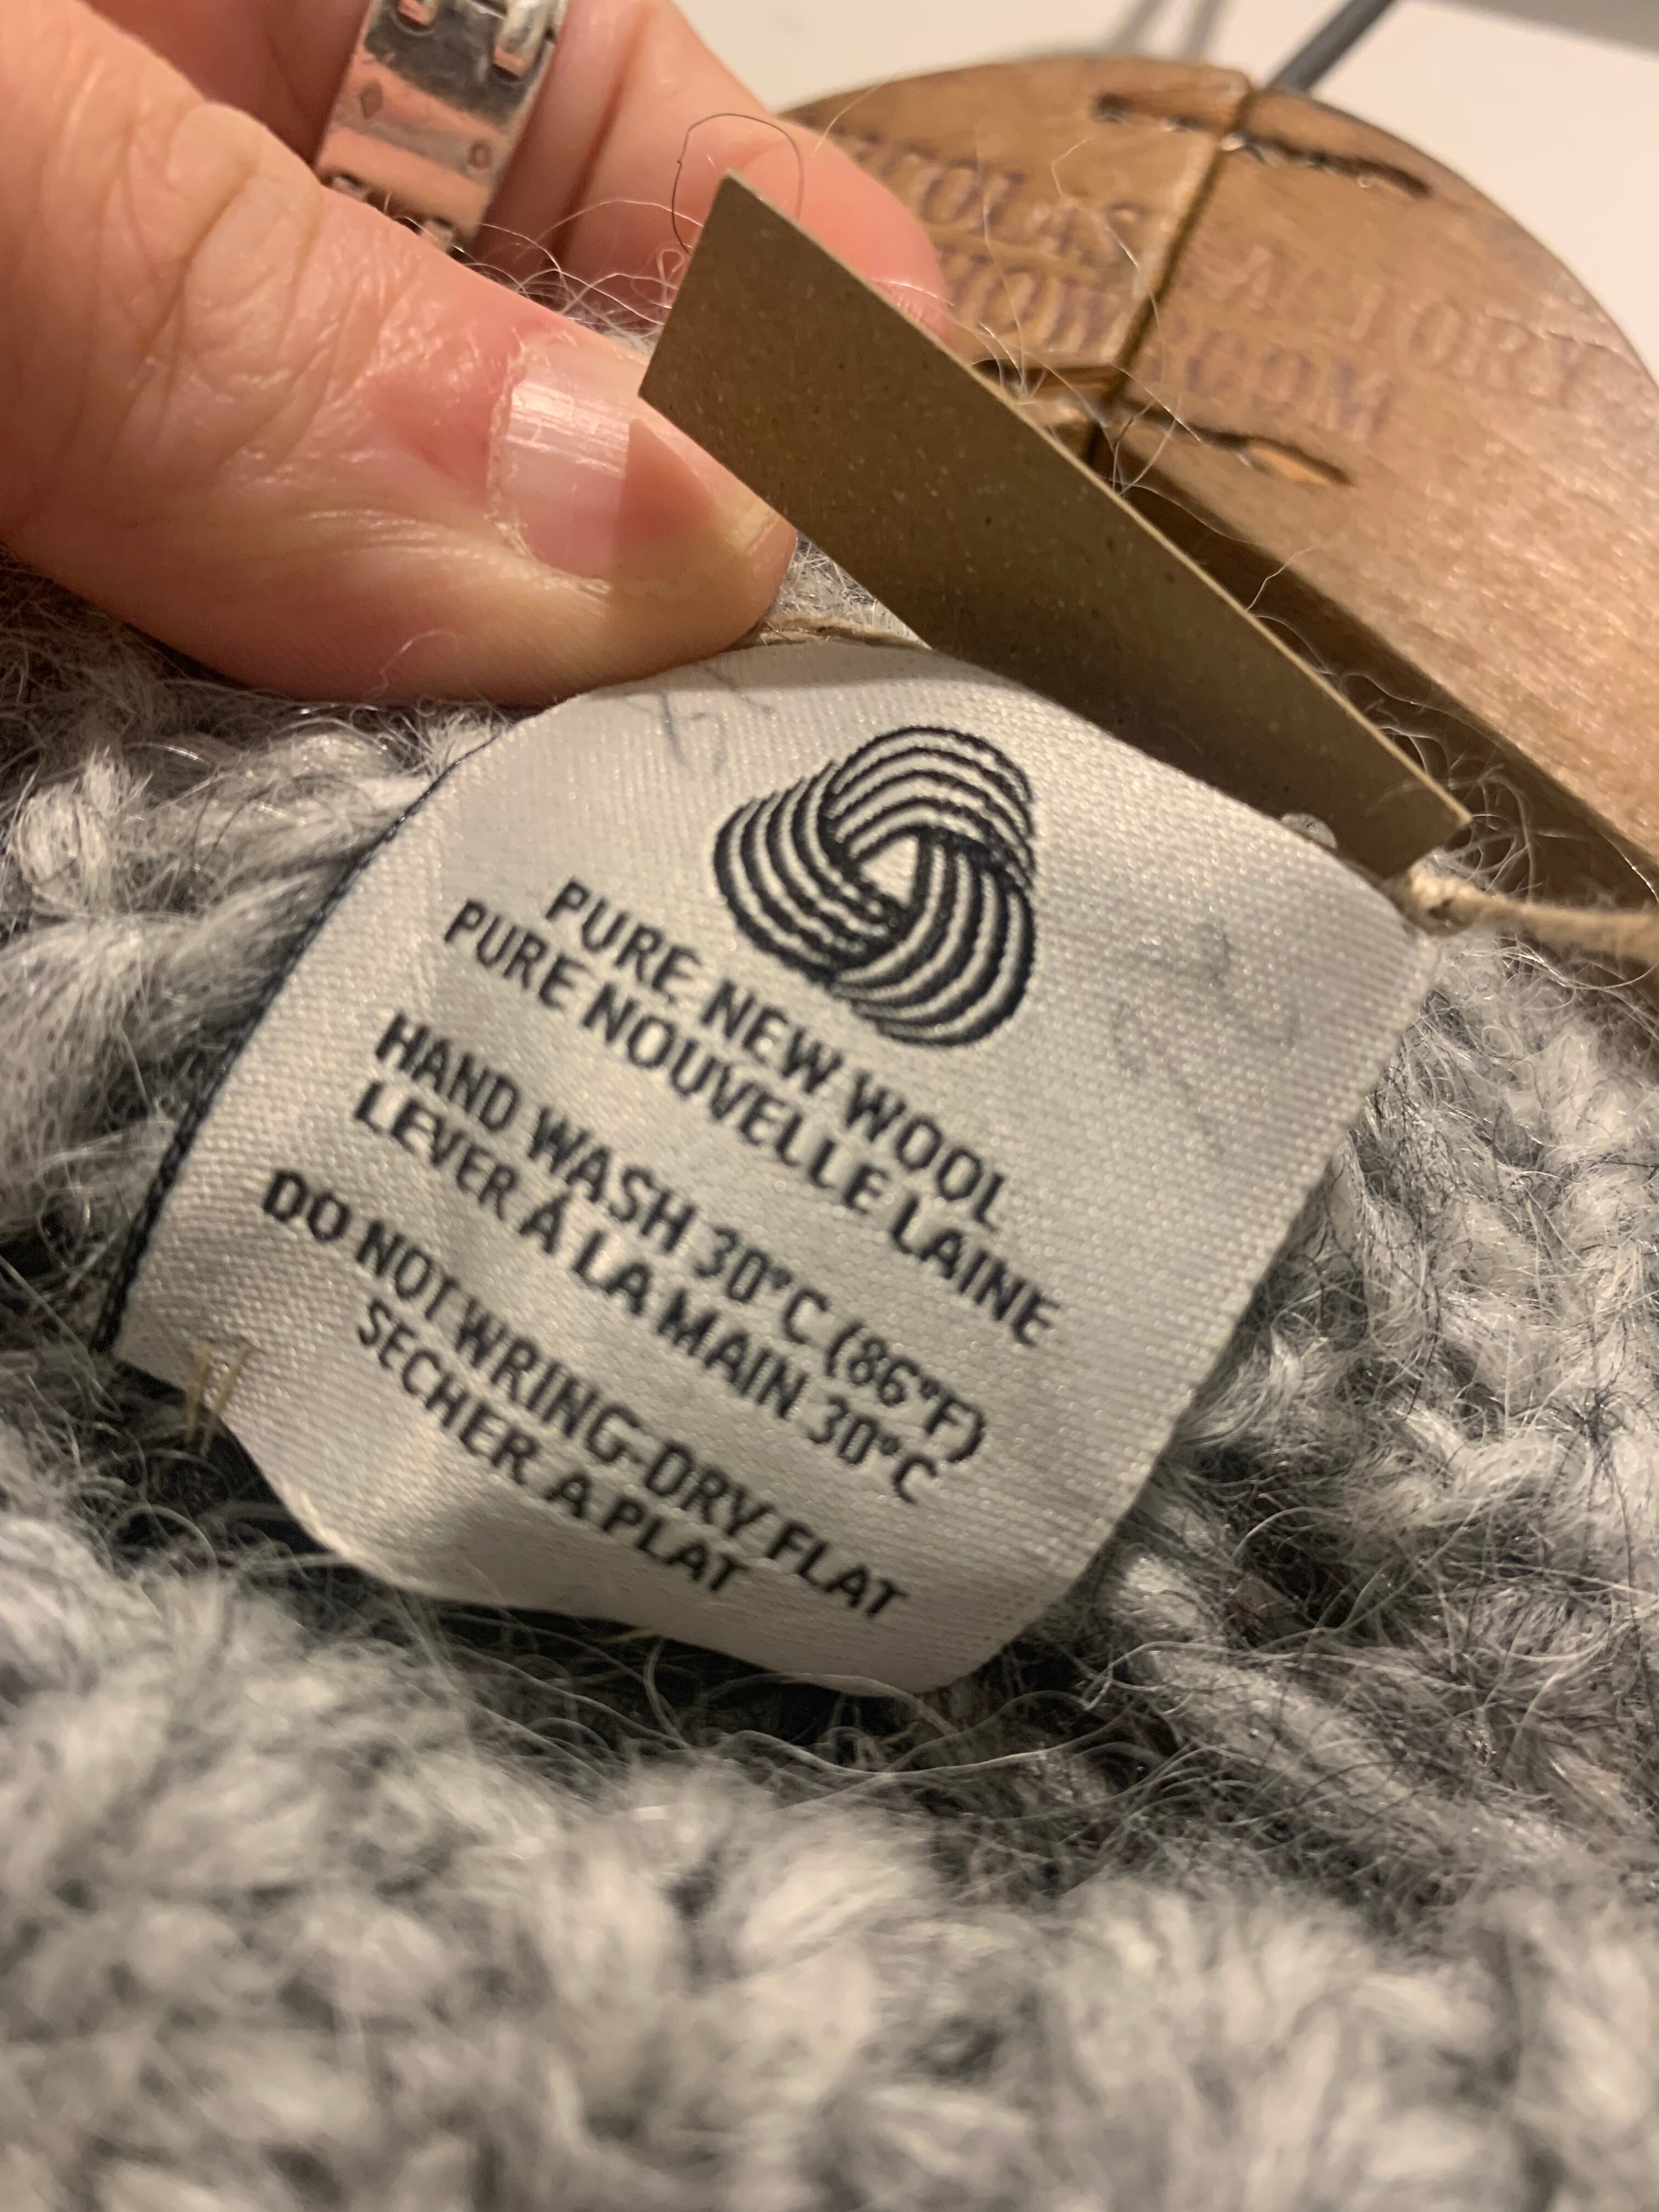 COM
PURE NEW WOOL
PURE NOUVELLE LAINE
HAND WASH 30°C (86°F)
LEVER À LA MAIN 30°C
DO NOT WRING-DRY FLAT
SECHER A PLAT